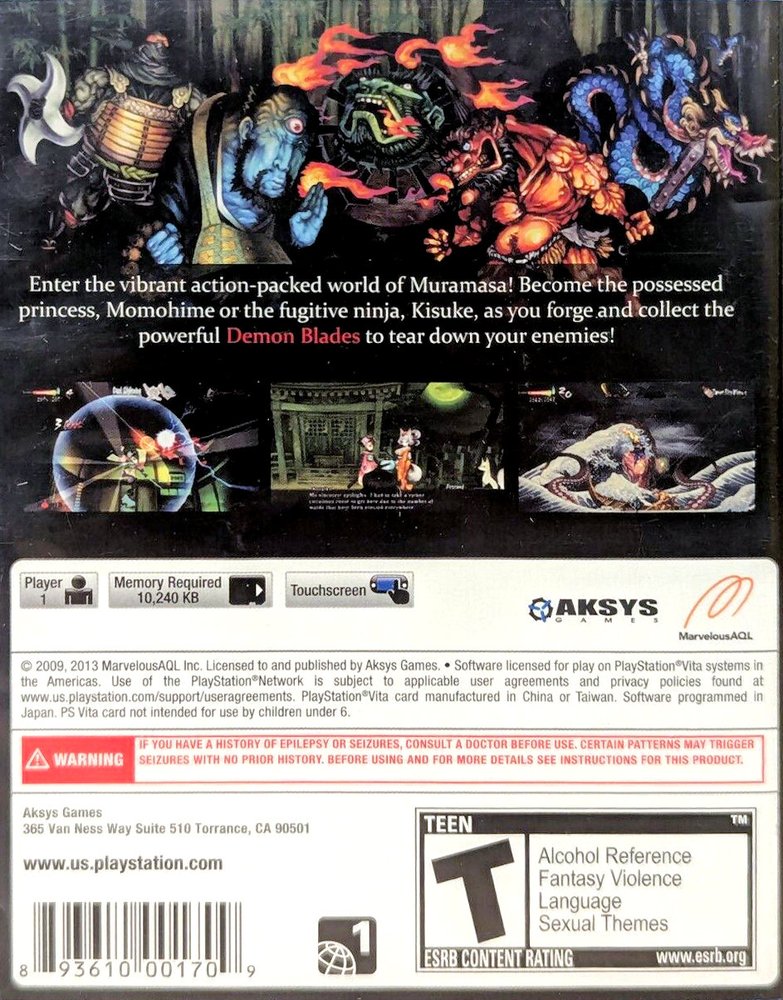 Enter the vibrant action-packed world of Muramasa! Become the possessed
princess, Momohime or the fugitive ninja, Kisuke, as you forge and collect the
powerful Demon Blades to tear down your enemies!
20
Player
1
Memory Required
10,240 KB
Touchscreen
AKSYS
GAMES
MarvelousAQL
© 2009, 2013 MarvelousAQL Inc. Licensed to and published by Aksys Games. • Software licensed for play on PlayStation®Vita systems in
the Americas. Use of the PlayStation®Network is subject to applicable user agreements and privacy policies found at
www.us.playstation.com/support/useragreements. PlayStation®Vita card manufactured in China or Taiwan. Software programmed in
Japan. PS Vita card not intended for use by children under 6.
WARNING
IF YOU HAVE A HISTORY OF EPILEPSY OR SEIZURES, CONSULT A DOCTOR BEFORE USE. CERTAIN PATTERNS MAY TRIGGER
SEIZURES WITH NO PRIOR HISTORY. BEFORE USING AND FOR MORE DETAILS SEE INSTRUCTIONS FOR THIS PRODUCT.
Aksys Games
365 Van Ness Way Suite 510 Torrance, CA 90501
www.us.playstation.com
8 93610 00170 9
1
TEEN ™
T
Alcohol Reference
Fantasy Violence
Language
Sexual Themes
ESRB CONTENT RATING www.esrb.org